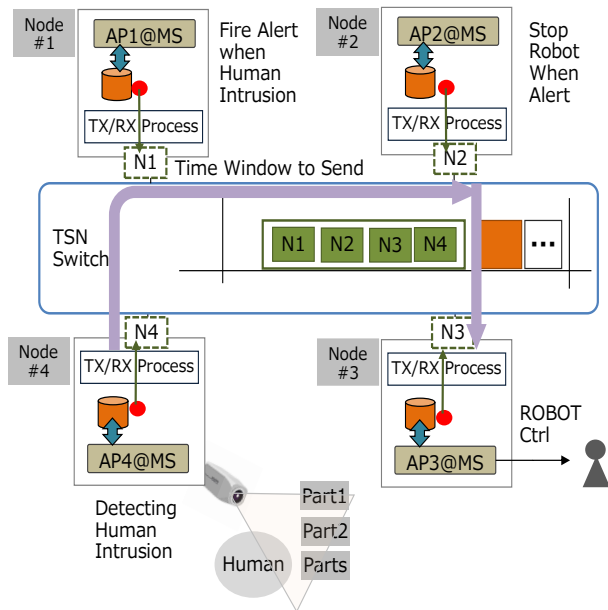 Node
#1
AP1@MS
TX/RX Process
N1
Fire Alert
when
Human
Intrusion
Node
#2
AP2@MS
TX/RX Process
N2
Stop
Robot
When
Alert
Time Window to Send
TSN
Switch
N1
N2
N3
N4
...
N4
Node
#4
TX/RX Process
AP4@MS
Detecting
Human
Intrusion
N3
Node
#3
TX/RX Process
AP3@MS
ROBOT
Ctrl
Part1
Part2
Parts
Human